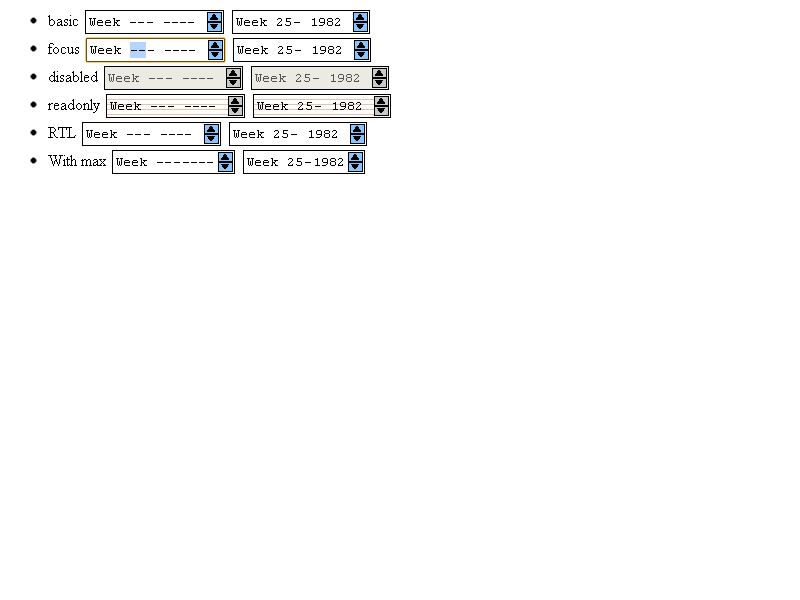 basic Week --- ---- Week 25- 1982
focus Week --- ---- Week 25- 1982
disabled Week --- ---- Week 25- 1982
readonly Week --- ---- Week 25- 1982
RTL Week --- ---- Week 25- 1982
With max Week ------- Week 25-1982